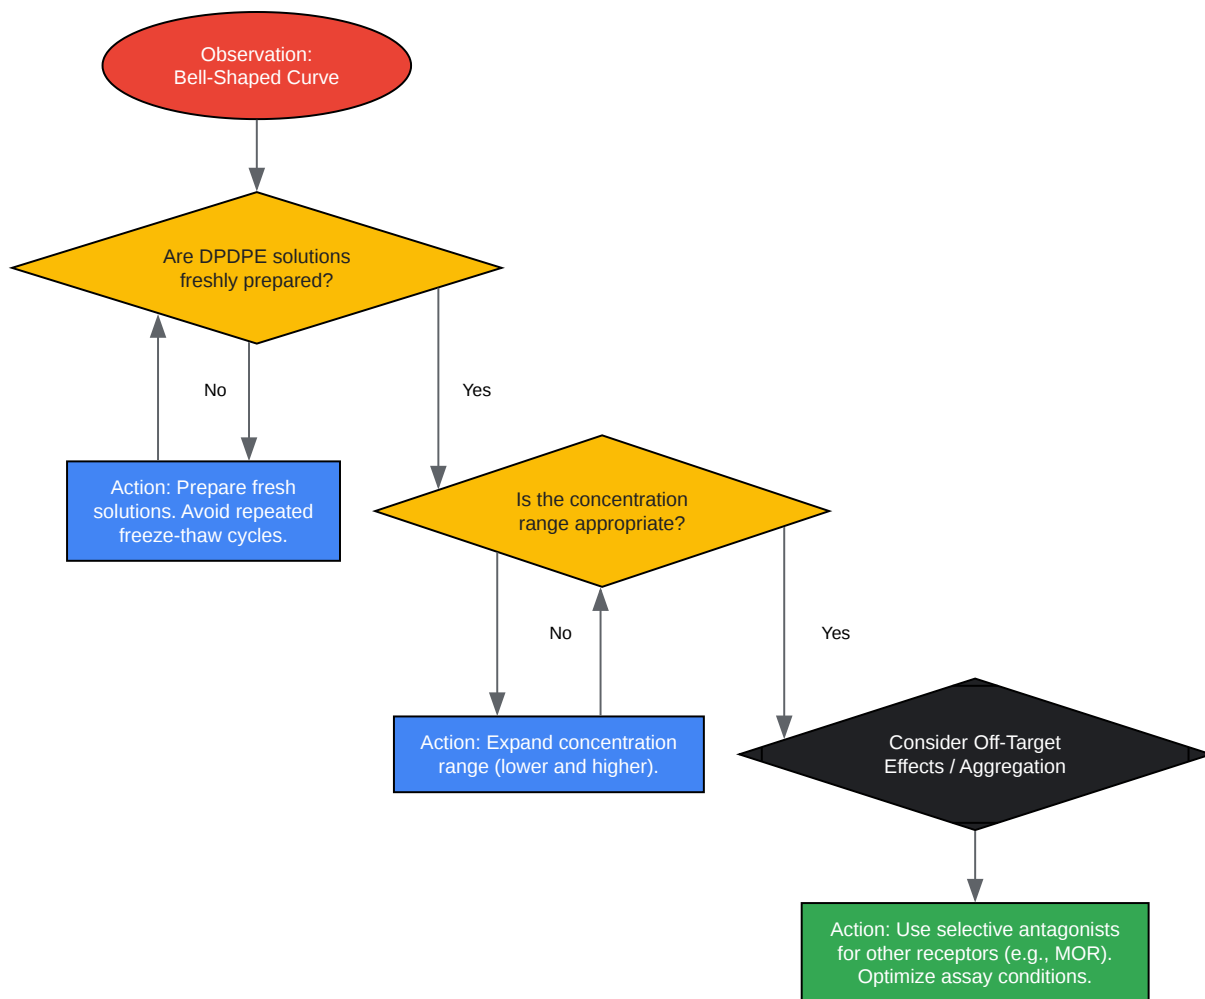 Observation:
Bell-Shaped Curve
Are DPDPE solutions
freshly prepared?
No
Yes
Action: Prepare fresh
solutions. Avoid repeated
freeze-thaw cycles.
Is the concentration
range appropriate?
No
Yes
Action: Expand concentration
range (lower and higher).
Consider Off-Target
Effects / Aggregation
Action: Use selective antagonists
for other receptors (e.g., MOR).
Optimize assay conditions.